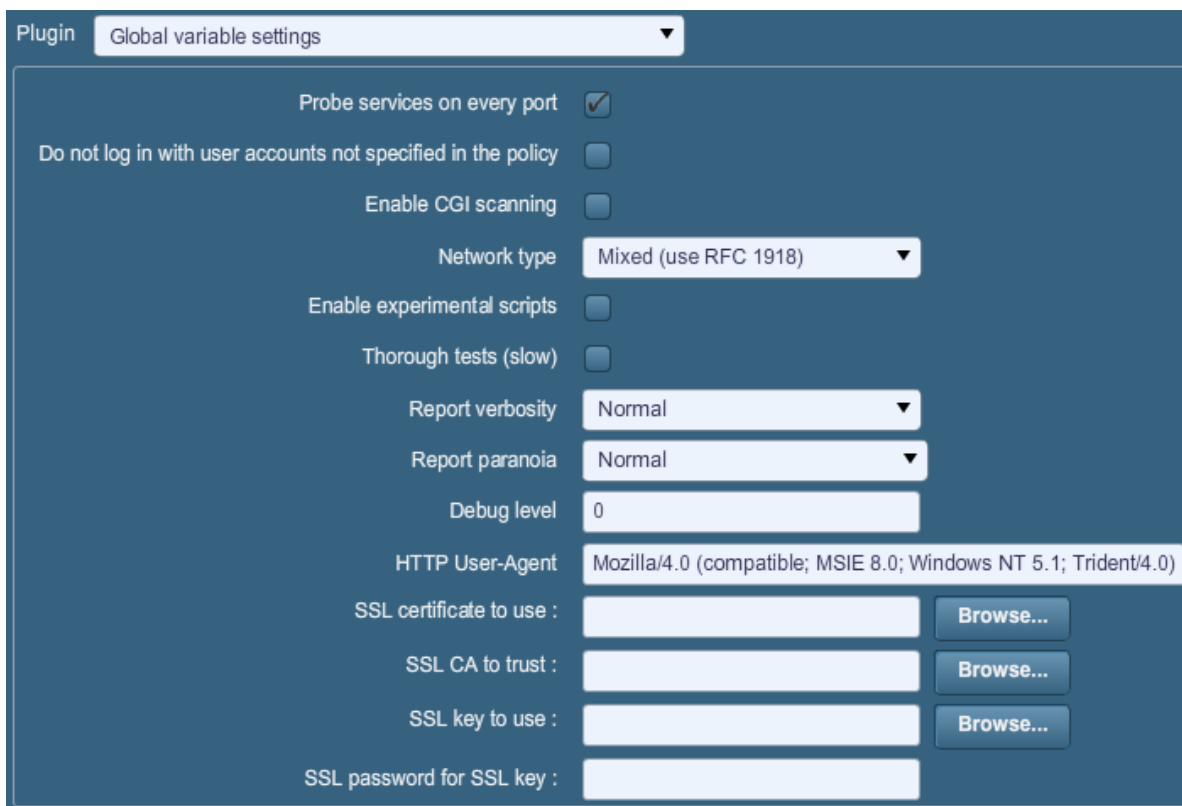 Plugin Global variable settings
Probe services on every port
Do not log in with user accounts not specified in the policy
Enable CGI scanning
Network type Mixed (use RFC 1918)
Enable experimental scripts
Thorough tests (slow)
Report verbosity Normal
Report paranoia Normal
Debug level 0
HTTP User-Agent Mozilla/4.0 (compatible; MSIE 8.0; Windows NT 5.1; Trident/4.0)
SSL certificate to use : Browse...
SSL CA to trust : Browse...
SSL key to use : Browse...
SSL password for SSL key :